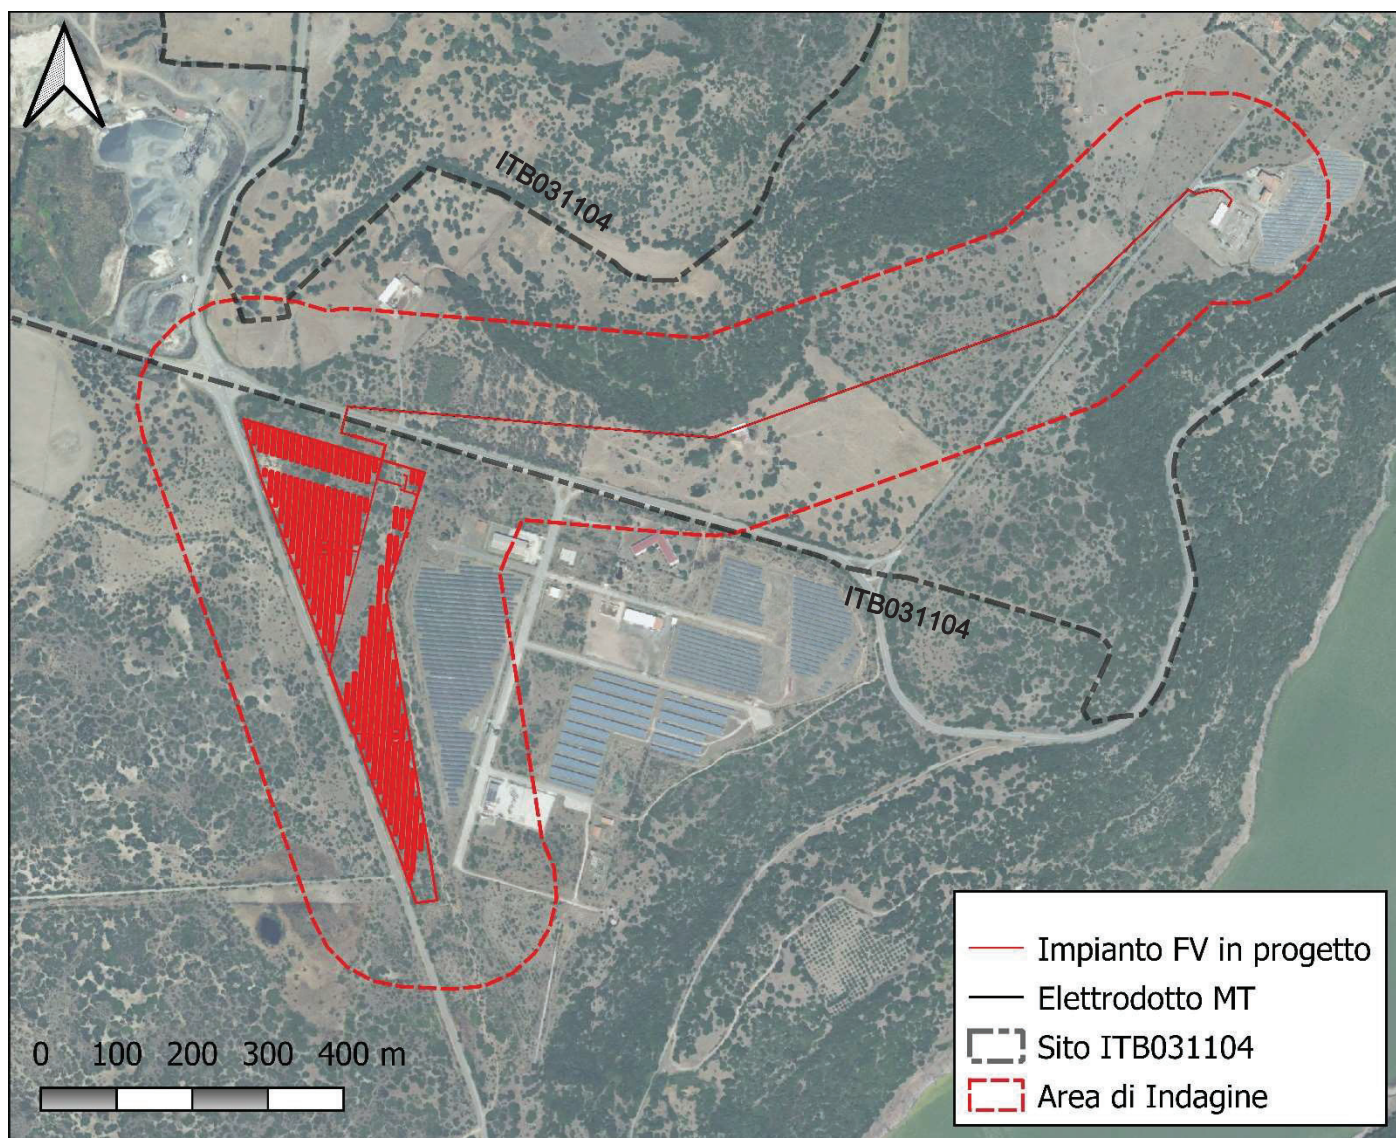 ITB031104
ITB031104
0 100 200 300 400 m
Impianto FV in progetto
Elettrodotto MT
Sito ITB031104
Area di Indagine